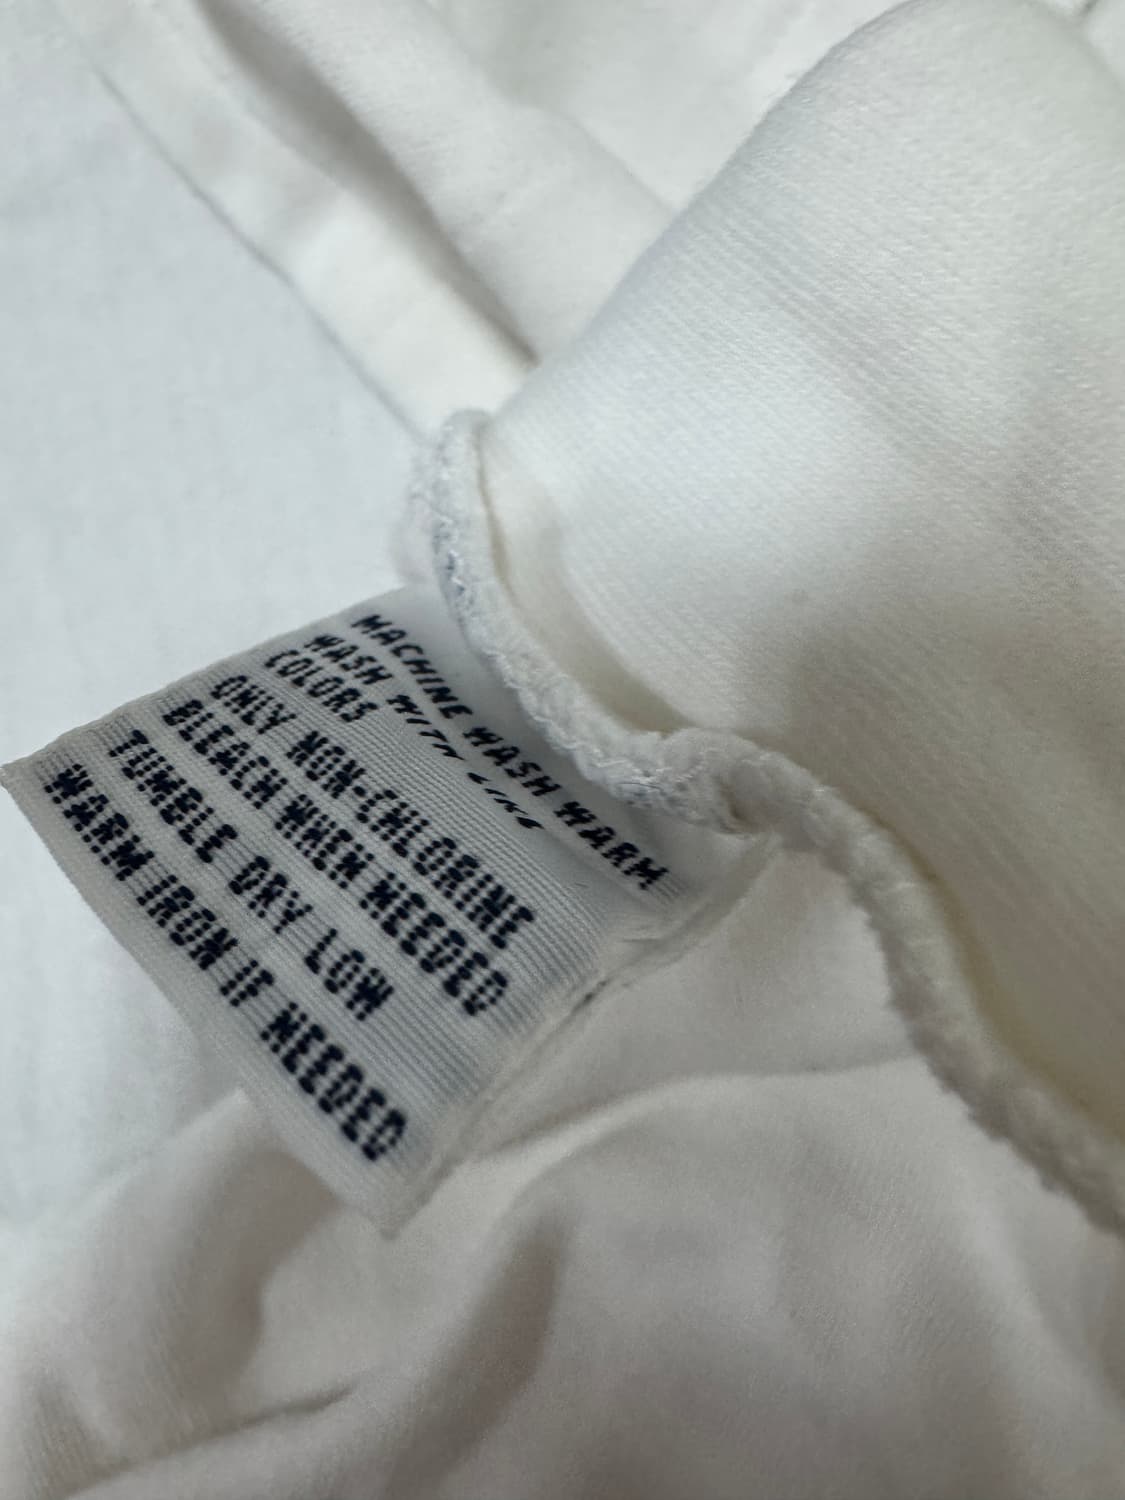 MACHINE WASH WARM
WASH WITH LIKE
COLORS
ONLY NON-CHLORINE
BLEACH WHEN NEEDED
TUMBLE DRY LOW
WARM IRON IF NEEDED